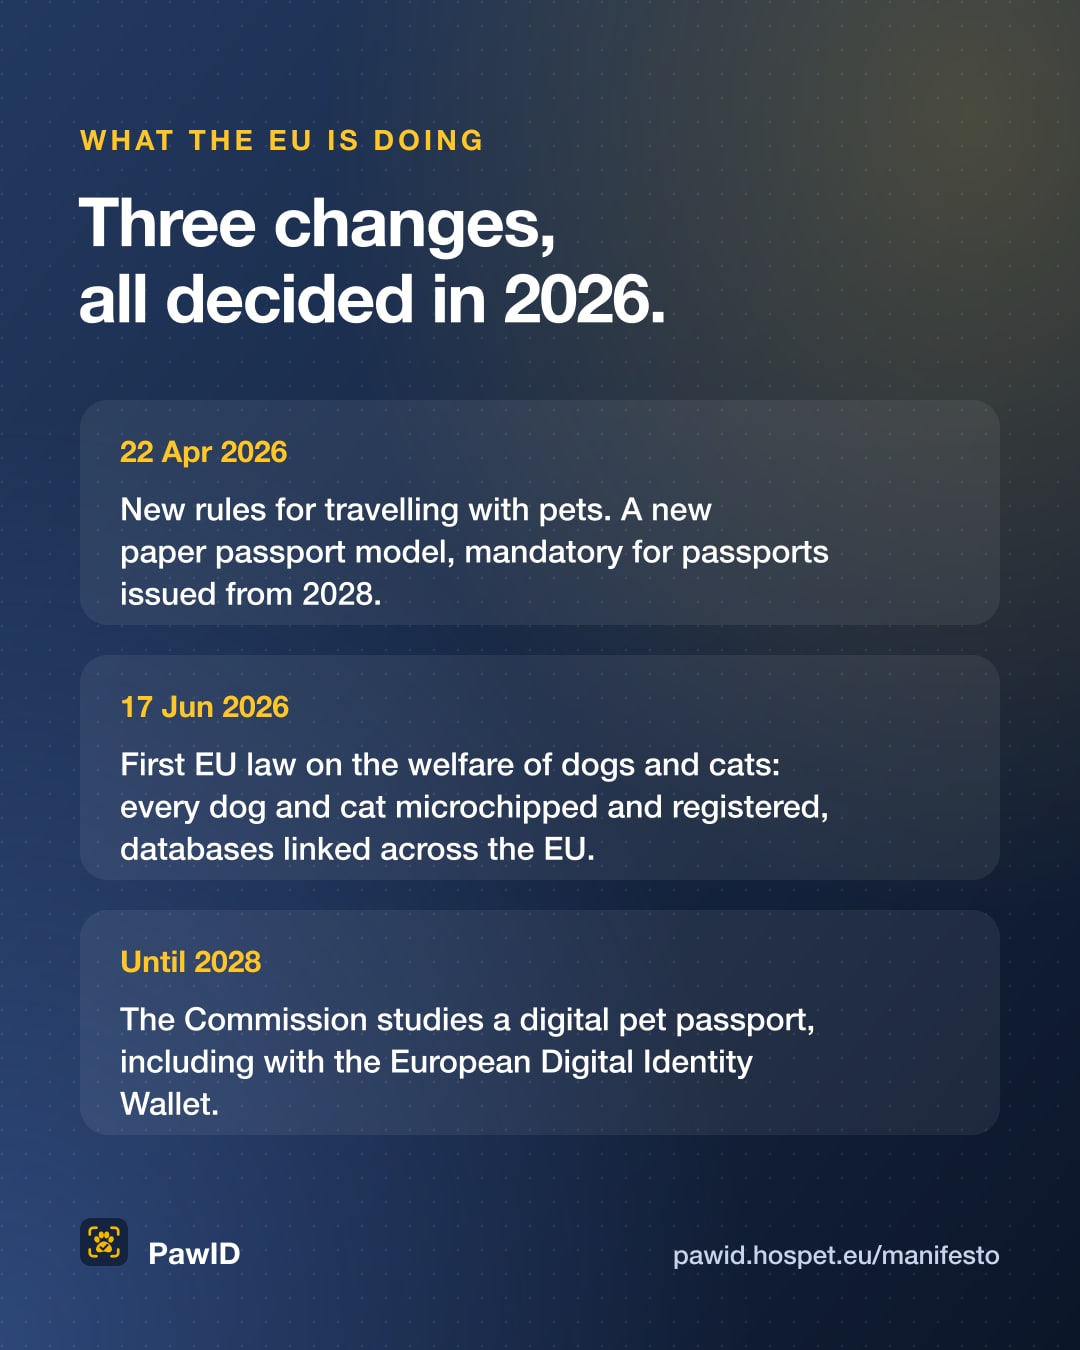 WHAT THE EU IS DOING
Three changes,
all decided in 2026.
22 Apr 2026
New rules for travelling with pets. A new
paper passport model, mandatory for passports
issued from 2028.
17 Jun 2026
First EU law on the welfare of dogs and cats:
every dog and cat microchipped and registered,
databases linked across the EU.
Until 2028
The Commission studies a digital pet passport,
including with the European Digital Identity
Wallet.
PawID
pawid.hospet.eu/manifesto